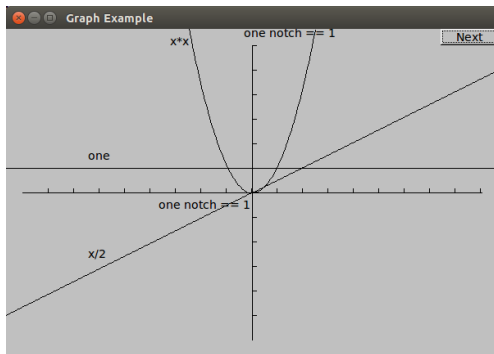 Graph Example
one notch == 1
Next
x*x
one
one notch == 1
x/2